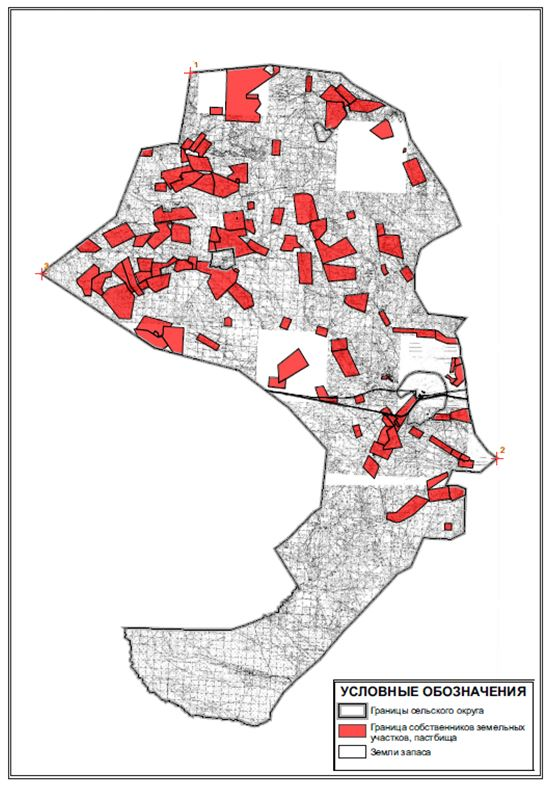 1
3
2
УСЛОВНЫЕ ОБОЗНАЧЕНИЯ
Границы сельского округа
Граница собственников земельных
участков, пастбища
Земли запаса